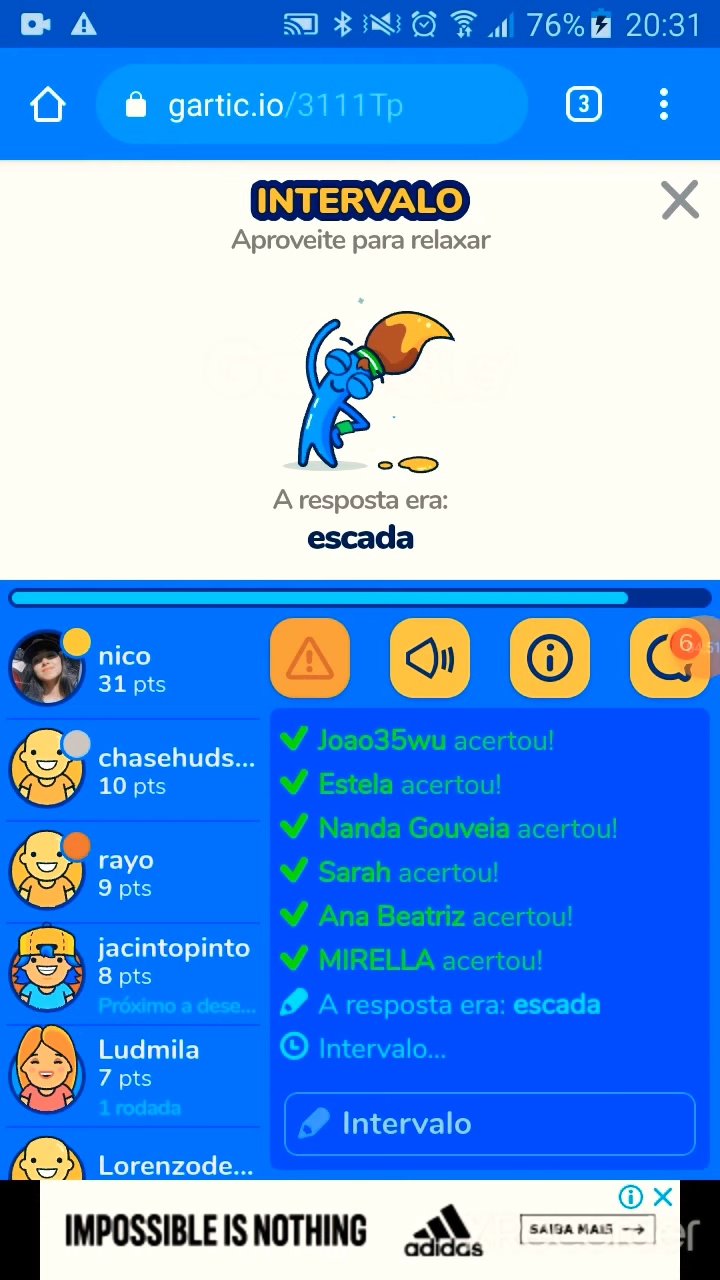 76% 20:31
gartic.io/3111Tp
3
INTERVALO
Aproveite para relaxar
A resposta era:
escada
nico
31 pts
chasehuds...
10 pts
rayo
9 pts
jacintopinto
8 pts
Próximo a dese...
Ludmila
7 pts
1 rodada
Lorenzode...
6
Joao35wu acertou!
Estela acertou!
Nanda Gouveia acertou!
Sarah acertou!
Ana Beatriz acertou!
MIRELLA acertou!
A resposta era: escada
Intervalo...
Intervalo
IMPOSSIBLE IS NOTHING
adidas
SAIBA MAIS